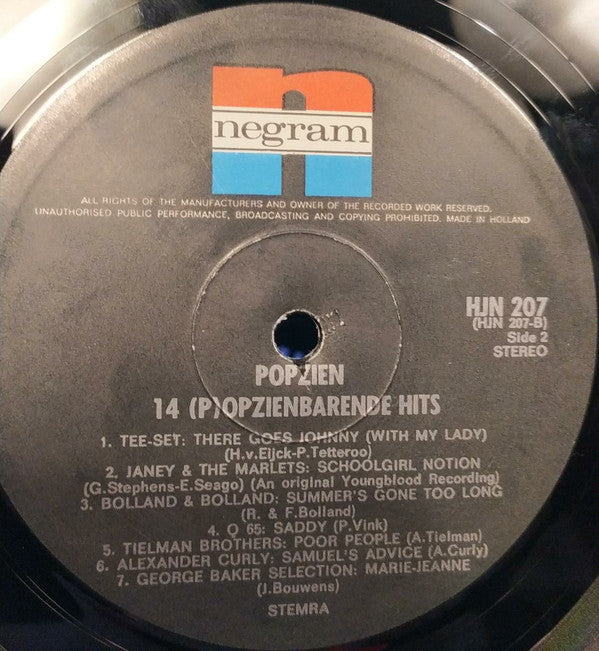 negram
ALL RIGHTS OF THE MANUFACTURERS AND OWNER OF THE RECORDED WORK RESERVED.
UNAUTHORISED PUBLIC PERFORMANCE, BROADCASTING AND COPYING PROHIBITED. MADE IN HOLLAND
HJN 207
(HJN 207-B)
Side 2
STEREO
POPZIEN
14 (P)OPZIENBARENDE HITS
1. TEE-SET: THERE GOES JOHNNY (WITH MY LADY)
(H.v.Eijck-P.Tetteroo)
2. JANEY & THE MARLETS: SCHOOLGIRL NOTION
(G.Stephens-E.Seago) (An original Youngblood Recording)
3. BOLLAND & BOLLAND: SUMMER'S GONE TOO LONG
(R. & F.Bolland)
4. Q 65: SADDY (P.Vink)
5. TIELMAN BROTHERS: POOR PEOPLE (A.Tielman)
6. ALEXANDER CURLY: SAMUEL'S ADVICE (A.Curly)
7. GEORGE BAKER SELECTION: MARIE-JEANNE
(J.Bouwens)
STEMRA